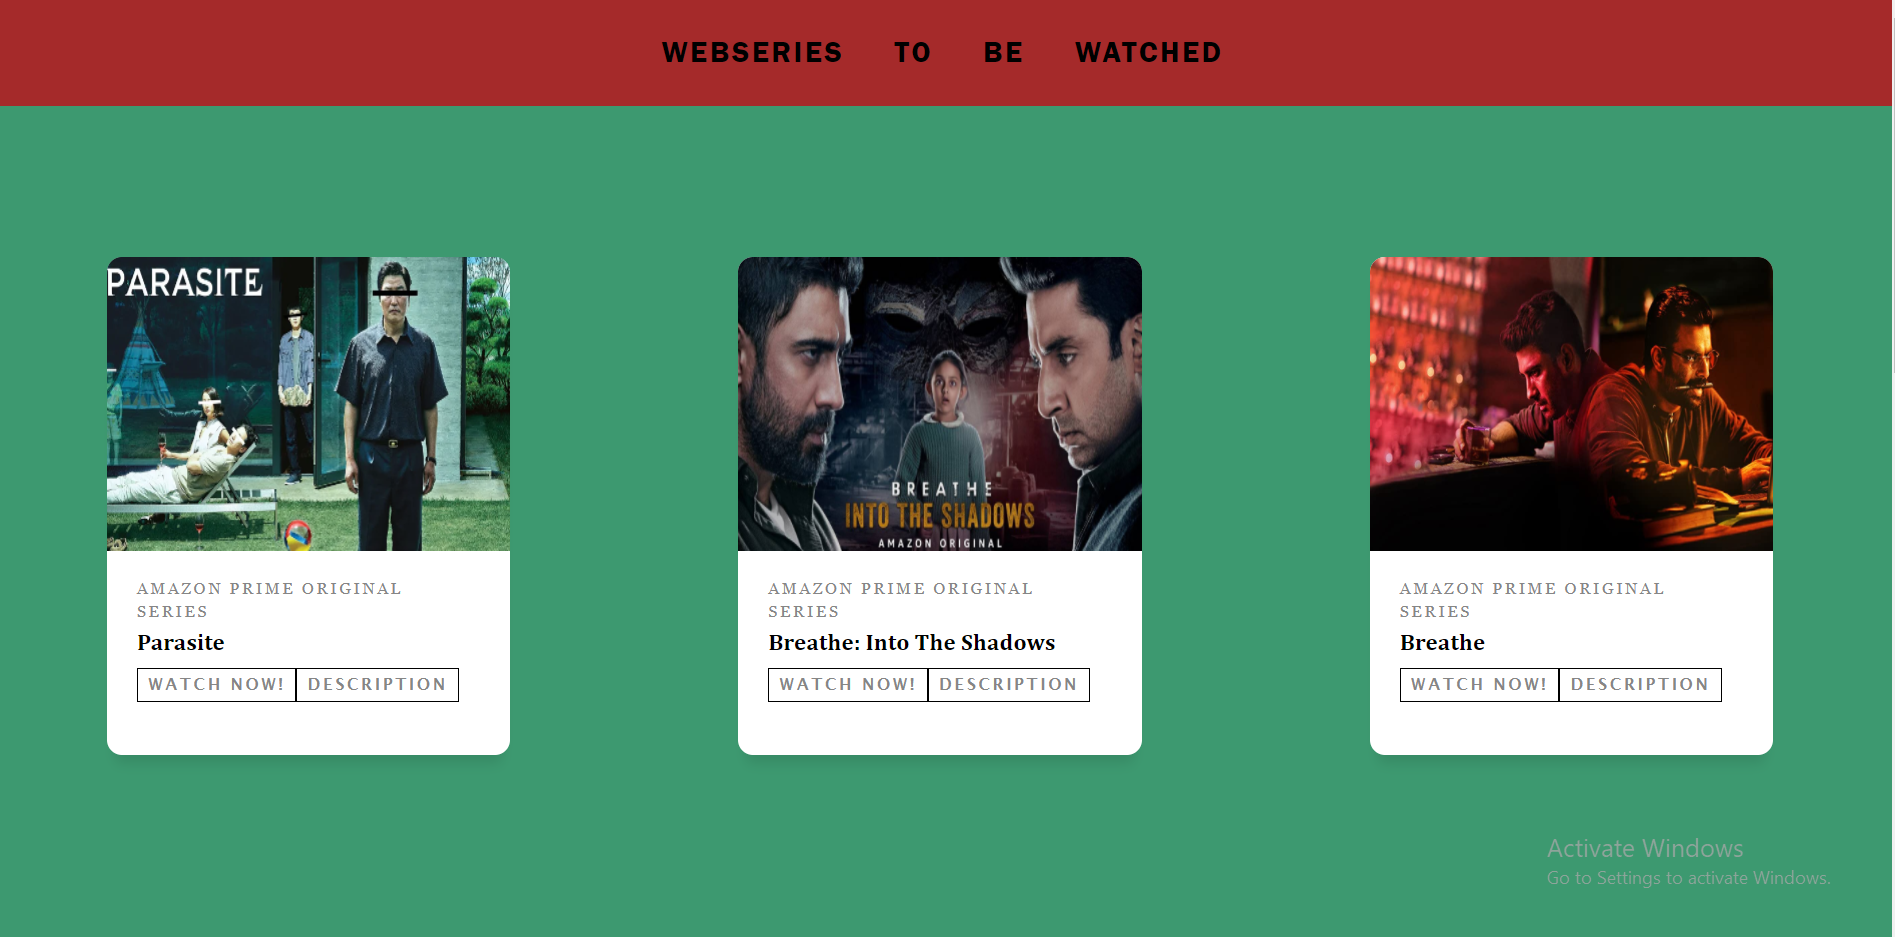 WEBSERIES TO BE WATCHED
PARASITE
AMAZON PRIME ORIGINAL
SERIES
Parasite
WATCH NOW! DESCRIPTION
BREATHE
INTO THE SHADOWS
AMAZON ORIGINAL
AMAZON PRIME ORIGINAL
SERIES
Breathe: Into The Shadows
WATCH NOW! DESCRIPTION
AMAZON PRIME ORIGINAL
SERIES
Breathe
WATCH NOW! DESCRIPTION
Activate Windows
Go to Settings to activate Windows.